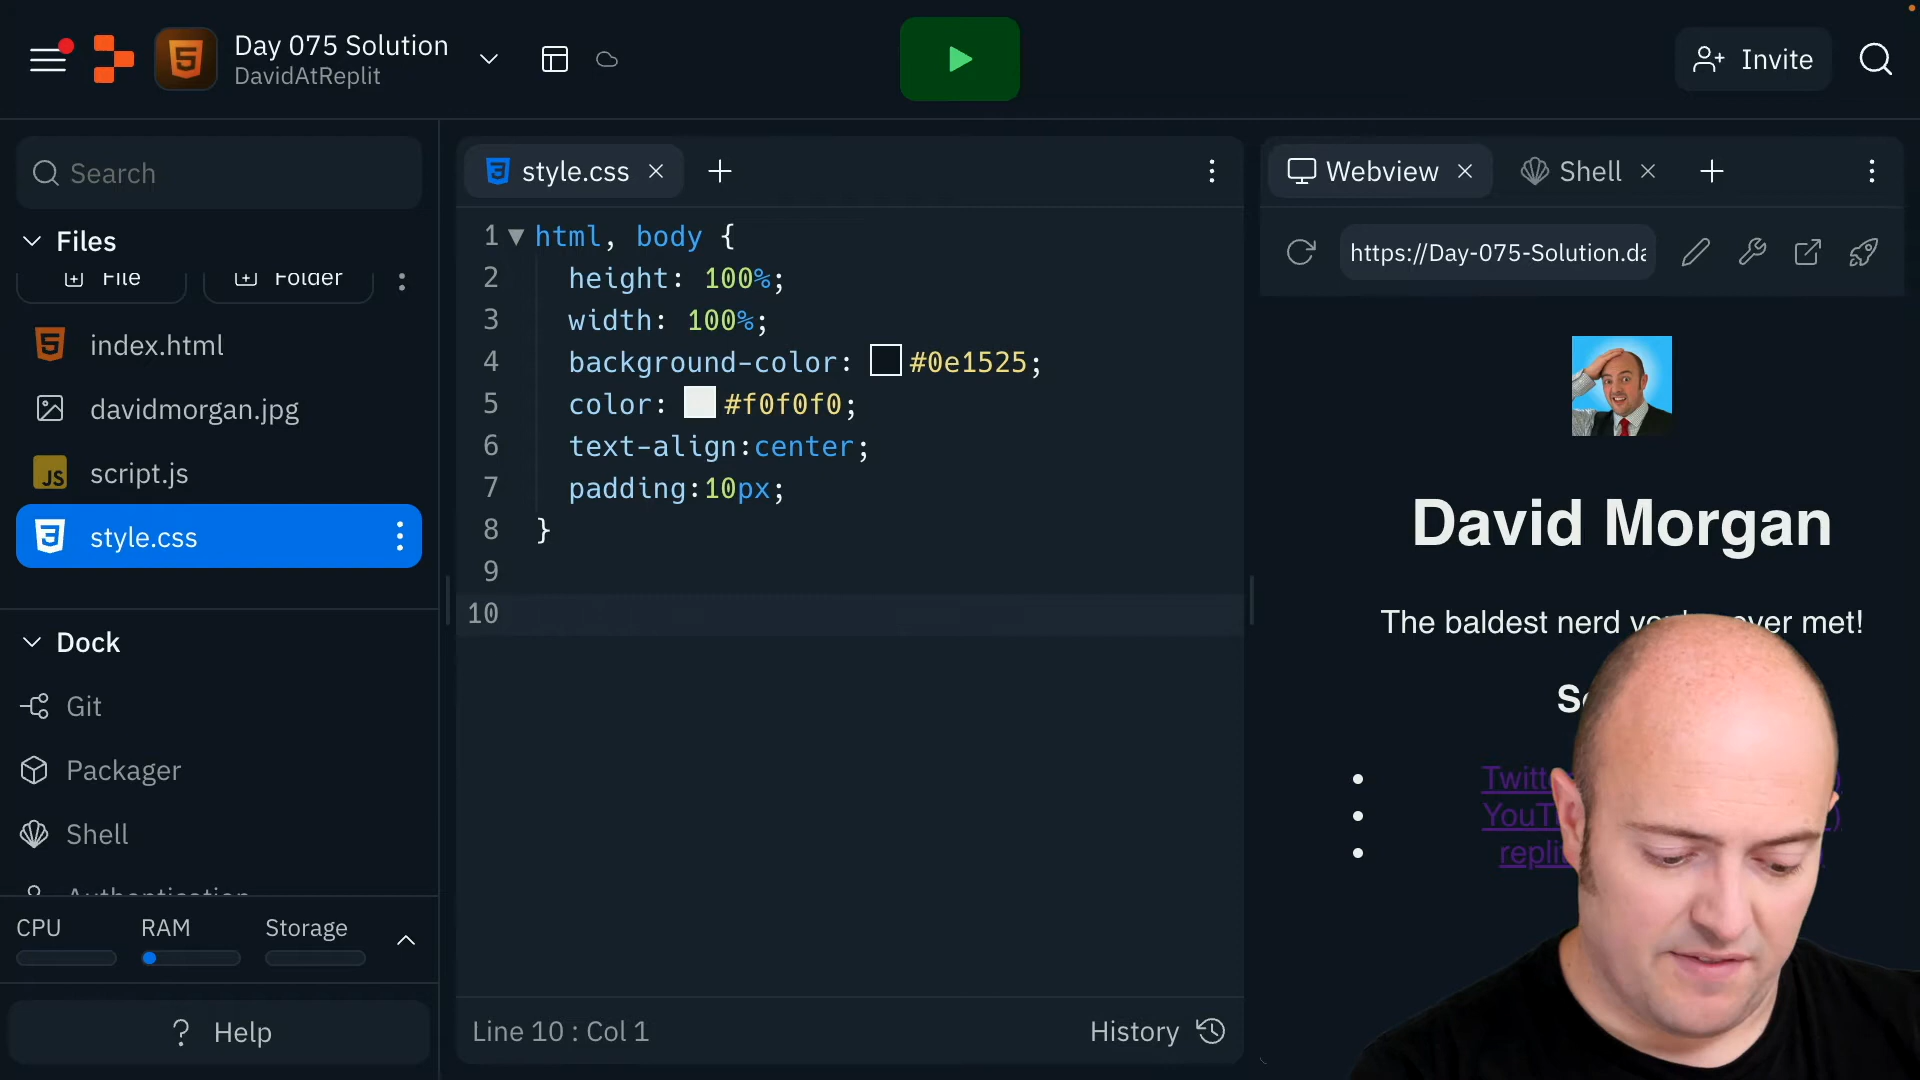 Day 075 Solution
DavidAtReplit
Invite
Search
Files
File
Folder
index.html
davidmorgan.jpg
JS
script.js
style.css
Dock
Git
Packager
Shell
Authentication
CPU
RAM
Storage
? Help
style.css
1 html, body {
2 height: 100%;
3 width: 100%;
4 background-color: #0e1525;
5 color: #f0f0f0;
6 text-align:center;
7 padding:10px;
8 }
9
10
Line 10 : Col 1
History
Webview
Shell
https://Day-075-Solution.da
David Morgan
The baldest nerd met!